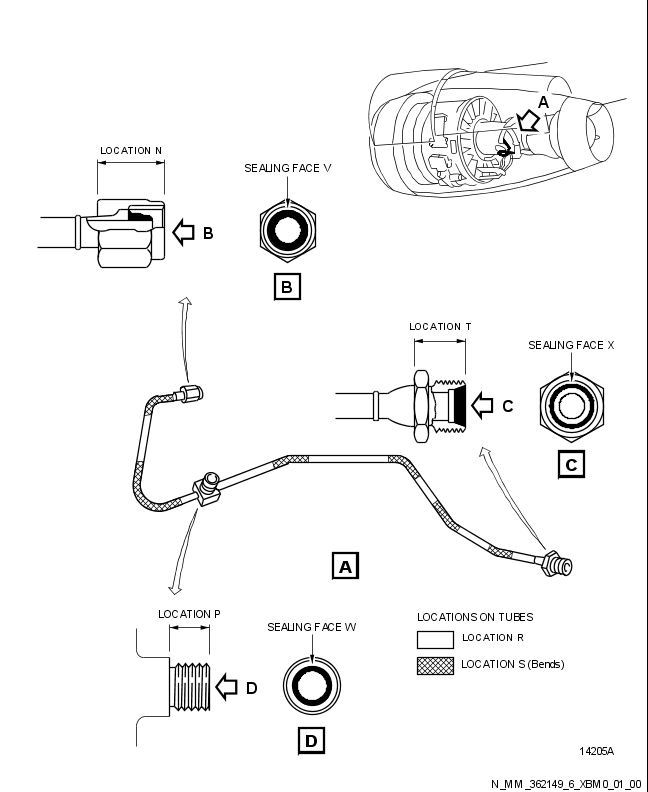 A
LOCATION N
SEALING FACE V
B
B
LOCATION T
SEALING FACE X
C
C
A
LOCATION P
SEALING FACE W
D
D
LOCATIONS ON TUBES
LOCATION R
LOCATION S (Bends)
14205A
N_MM_362149_6_XBM0_01_00